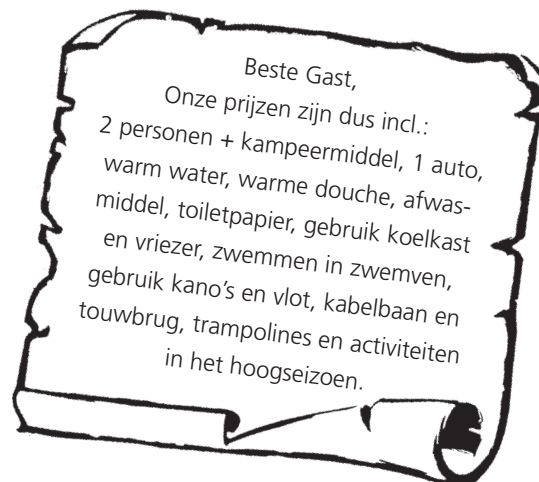 Beste Gast,
Onze prijzen zijn dus incl.:
2 personen + kampeermiddel, 1 auto,
warm water, warme douche, afwas-
middel, toiletpapier, gebruik koelkast
en vriezer, zwemmen in zwemven,
gebruik kano’s en vlot, kabelbaan en
touwbrug, trampolines en activiteiten
in het hoogseizoen.